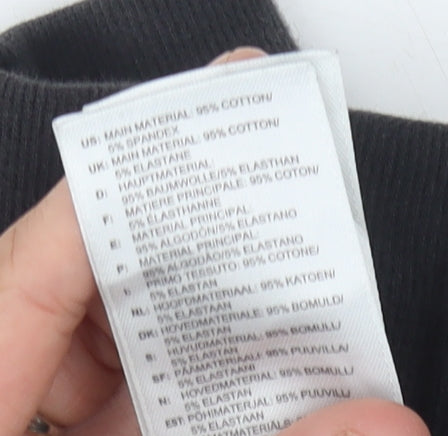 US: MAIN MATERIAL: 95% COTTON/
5% SPANDEX
UK: MAIN MATERIAL: 95% COTTON/
5% ELASTANE
D: HAUPTMATERIAL:
95% BAUMWOLLE/5% ELASTHAN
F: MATIERE PRINCIPALE: 95% COTON/
5% ELASTHANNE
E: MATERIAL PRINCIPAL
95% ALGODÓN/5% ELASTANO
P: MATERIAL PRINCIPAL:
95% ALGODÃO/5% ELASTANO
PRIMO TESSUTO: 95% COTONE/
5% ELASTAN
NL: HOOFDMATERIAAL: 95% KATOEN/
5% ELASTAAN
DK: HOVEDMATERIALE: 95% BOMULD/
5% ELASTAN
S: HUVUDMATERIAL: 95% BOMULL/
5% ELASTAN
SF: PÄÄMATERIAALI: 95% PUUVILLA/
5% ELASTAANI
N: HOVEDMATERIAL: 95% BOMULL/
5% ELASTAN
EST: PÕHIMATERJAL: 95% PUUVILL/
5% ELASTAAN